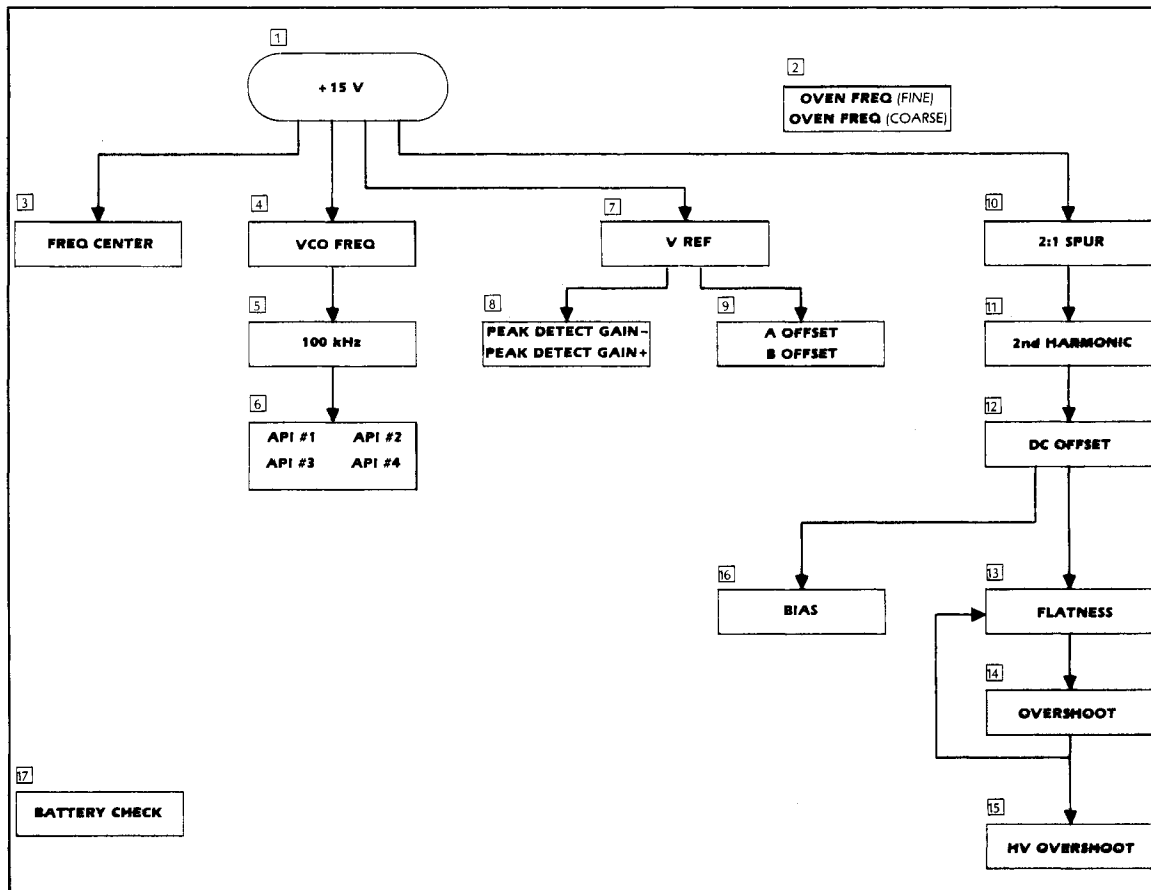 1
+15 V
2
OVEN FREQ (FINE)
OVEN FREQ (COARSE)
3
FREQ CENTER
4
VCO FREQ
7
V REF
10
2:1 SPUR
5
100 kHz
8
PEAK DETECT GAIN-
PEAK DETECT GAIN+
9
A OFFSET
B OFFSET
11
2nd HARMONIC
6
API #1 API #2
API #3 API #4
12
DC OFFSET
16
BIAS
13
FLATNESS
14
OVERSHOOT
17
BATTERY CHECK
15
HV OVERSHOOT